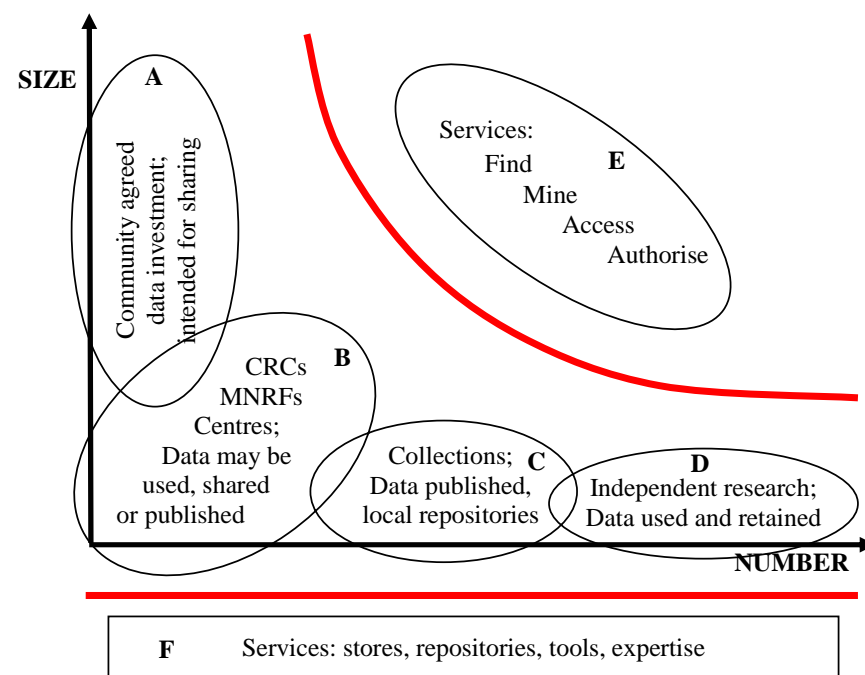 SIZE
A
Community agreed
data investment;
intended for sharing
Services:
E
Find
Mine
Access
Authorise
B
CRCs
MNRFs
Centres;
Data may be
used, shared
or published
C
Collections;
Data published,
local repositories
D
Independent research;
Data used and retained
NUMBER
F Services: stores, repositories, tools, expertise